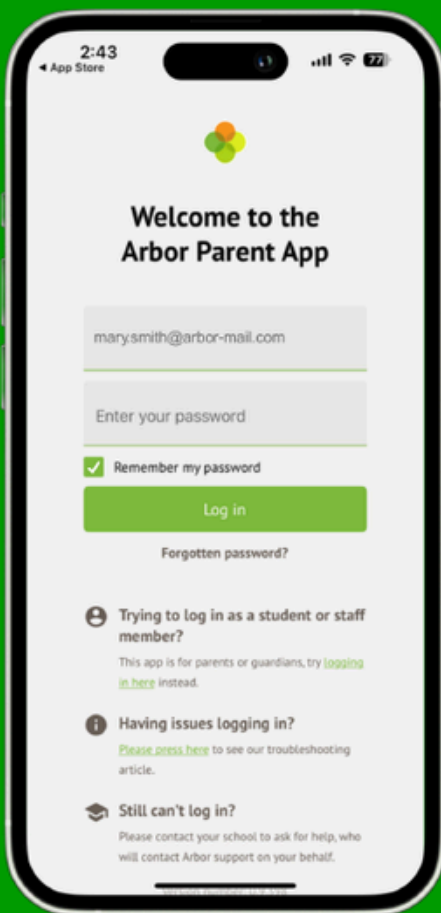 2:43
◀ App Store
77
Welcome to the
Arbor Parent App
mary.smith@arbor-mail.com
Enter your password
Remember my password
Log in
Forgotten password?
Trying to log in as a student or staff
member?
This app is for parents or guardians, try logging
in here instead.
Having issues logging in?
Please press here to see our troubleshooting
article.
Still can't log in?
Please contact your school to ask for help, who
will contact Arbor support on your behalf.
Version number: